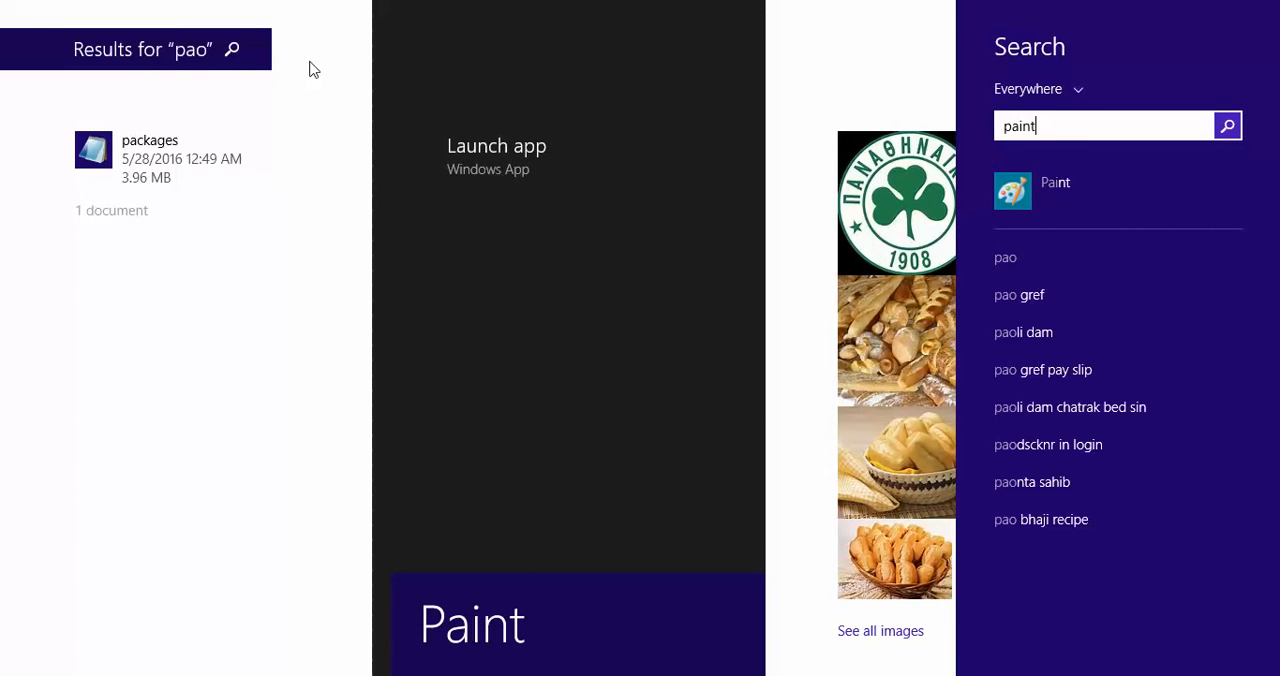 Results for “pao”
packages
5/28/2016 12:49 AM
3.96 MB
1 document
Launch app
Windows App
Paint
ΠΑΝΑΘΗΝΑΙΚ
1908
See all images
Search
Everywhere
paint
Paint
pao
pao gref
paoli dam
pao gref pay slip
paoli dam chatrak bed sin
paodscknr in login
paonta sahib
pao bhaji recipe